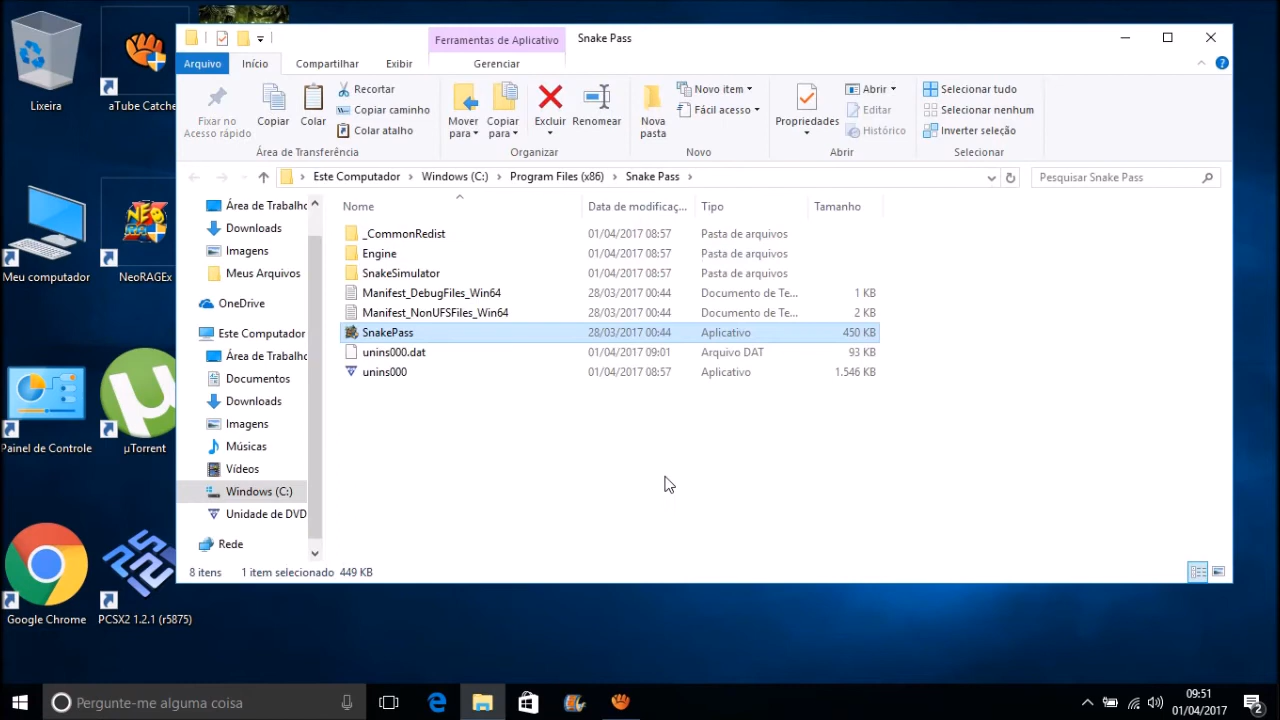 Lixeira
aTube Catche
Meu computador
NeoRAGEx
Painel de Controle
µTorrent
Google Chrome
PCSX2 1.2.1 (r5875)
Ferramentas de Aplicativo
Snake Pass
Arquivo
Início
Compartilhar
Exibir
Gerenciar
Fixar no
Acesso rápido
Copiar
Colar
Recortar
Copiar caminho
Colar atalho
Área de Transferência
Mover
para
Copiar
para
Excluir
Renomear
Organizar
Nova
pasta
Novo item
Fácil acesso
Novo
Propriedades
Abrir
Editar
Histórico
Abrir
Selecionar tudo
Selecionar nenhum
Inverter seleção
Selecionar
Este Computador > Windows (C:) > Program Files (x86) > Snake Pass >
Pesquisar Snake Pass
Área de Trabalho
Downloads
Imagens
Meus Arquivos
OneDrive
Este Computador
Área de Trabalho
Documentos
Downloads
Imagens
Músicas
Vídeos
Windows (C:)
Unidade de DVD
Rede
Nome Data de modificaç... Tipo Tamanho
_CommonRedist 01/04/2017 08:57 Pasta de arquivos
Engine 01/04/2017 08:57 Pasta de arquivos
SnakeSimulator 01/04/2017 08:57 Pasta de arquivos
Manifest_DebugFiles_Win64 28/03/2017 00:44 Documento de Te... 1 KB
Manifest_NonUFSFiles_Win64 28/03/2017 00:44 Documento de Te... 2 KB
SnakePass 28/03/2017 00:44 Aplicativo 450 KB
unins000.dat 01/04/2017 09:01 Arquivo DAT 93 KB
unins000 01/04/2017 08:57 Aplicativo 1.546 KB
8 itens 1 item selecionado 449 KB
Pergunte-me alguma coisa
09:51
01/04/2017
2